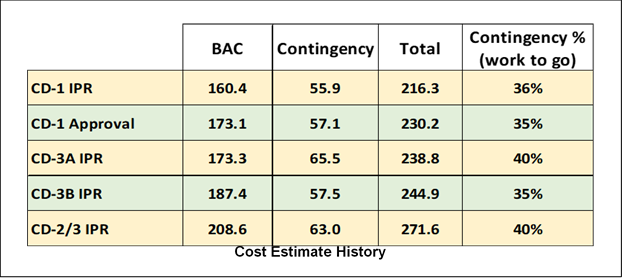 BAC Contingency Total Contingency %
(work to go)
CD-1 IPR 160.4 55.9 216.3 36%
CD-1 Approval 173.1 57.1 230.2 35%
CD-3A IPR 173.3 65.5 238.8 40%
CD-3B IPR 187.4 57.5 244.9 35%
CD-2/3 IPR 208.6 63.0 271.6 40%
Cost Estimate History